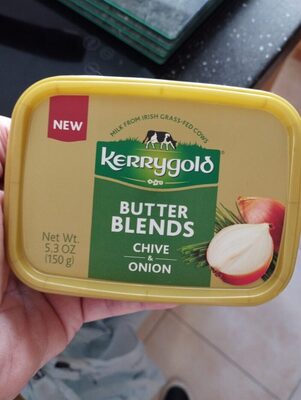 NEW
MILK FROM IRISH GRASS-FED COWS
Kerrygold
BUTTER
BLENDS
CHIVE
&
ONION
Net Wt.
5.3 OZ
(150 g)